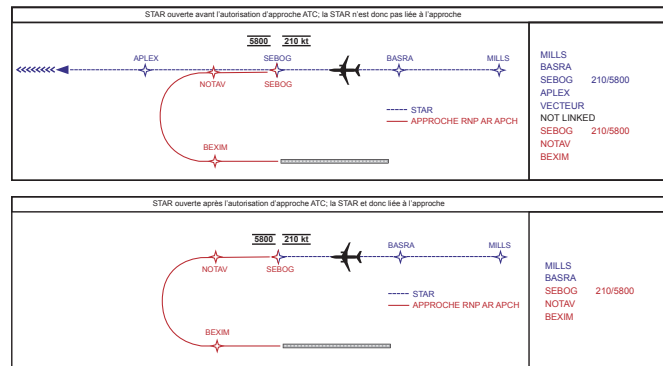 STAR ouverte avant l'autorisation d'approche ATC; la STAR n'est donc pas liée à l'approche
5800 210 kt
APLEX SEBOG BASRA MILLS
NOTAV SEBOG
STAR
APPROCHE RNP AR APCH
BEXIM
MILLS
BASRA
SEBOG 210/5800
APLEX
VECTEUR
NOT LINKED
SEBOG 210/5800
NOTAV
BEXIM
STAR ouverte après l'autorisation d'approche ATC; la STAR et donc liée à l'approche
5800 210 kt
BASRA MILLS
NOTAV SEBOG
STAR
APPROCHE RNP AR APCH
BEXIM
MILLS
BASRA
SEBOG 210/5800
NOTAV
BEXIM